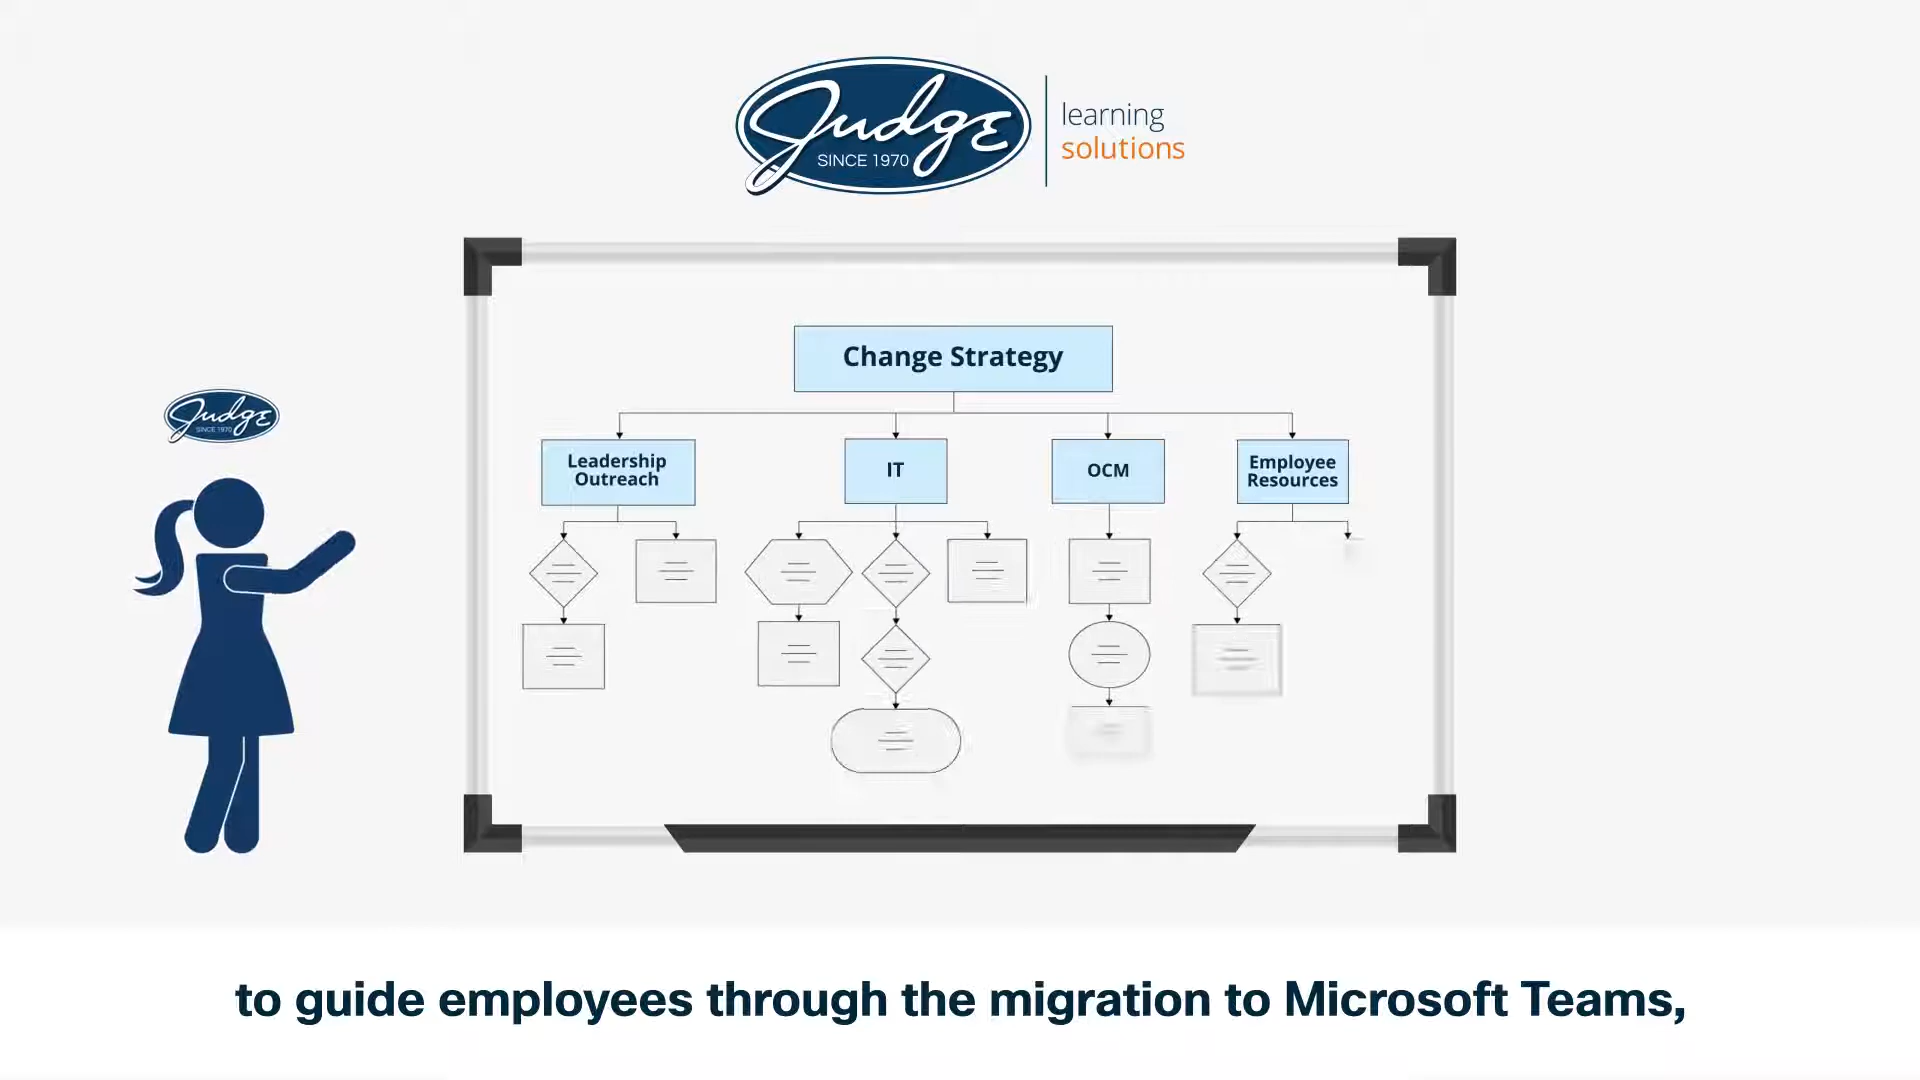 Judge
SINCE 1970
learning
solutions
Change Strategy
Leadership
Outreach
IT
OCM
Employee
Resources
Judge
SINCE 1970
to guide employees through the migration to Microsoft Teams,